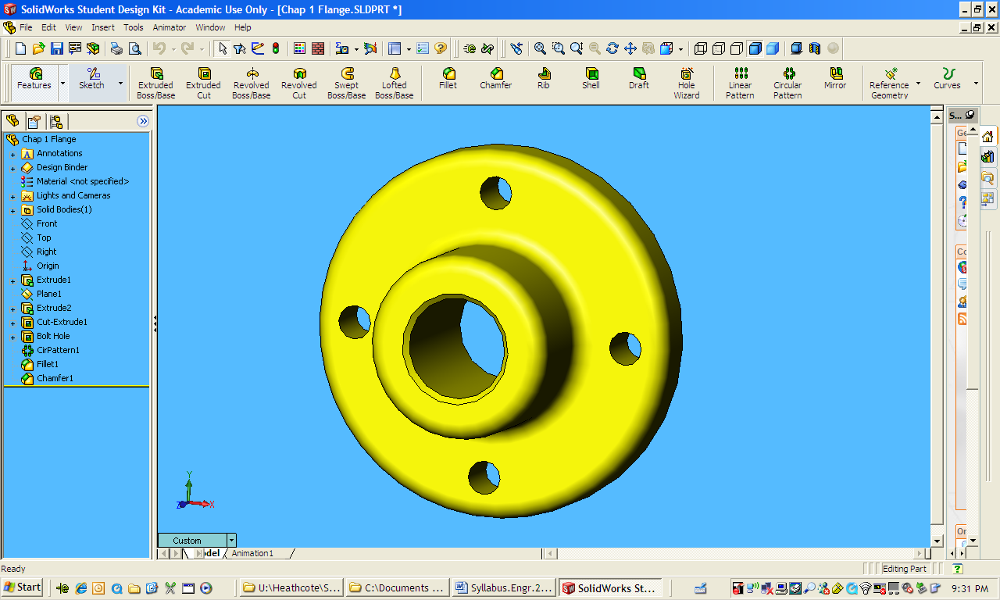 SolidWorks Student Design Kit - Academic Use Only - [Chap 1 Flange.SLDPRT *]
File Edit View Insert Tools Animator Window Help
Features Sketch Extruded Boss/Base Extruded Cut Revolved Boss/Base Revolved Cut Swept Boss/Base Lofted Boss/Base Fillet Chamfer Rib Shell Draft Hole Wizard Linear Pattern Circular Pattern Mirror Reference Geometry Curves
S...
Chap 1 Flange
Annotations
Design Binder
Material <not specified>
Lights and Cameras
Solid Bodies(1)
Front
Top
Right
Origin
Extrude1
Plane1
Extrude2
Cut-Extrude1
Bolt Hole
CirPattern1
Fillet1
Chamfer1
Ge
Co
On
Y
Z X
Custom
odel Animation1
Ready Editing Part
Start U:\Heathcote\S... C:\Documents ... Syllabus.Engr.2... SolidWorks St... 9:31 PM